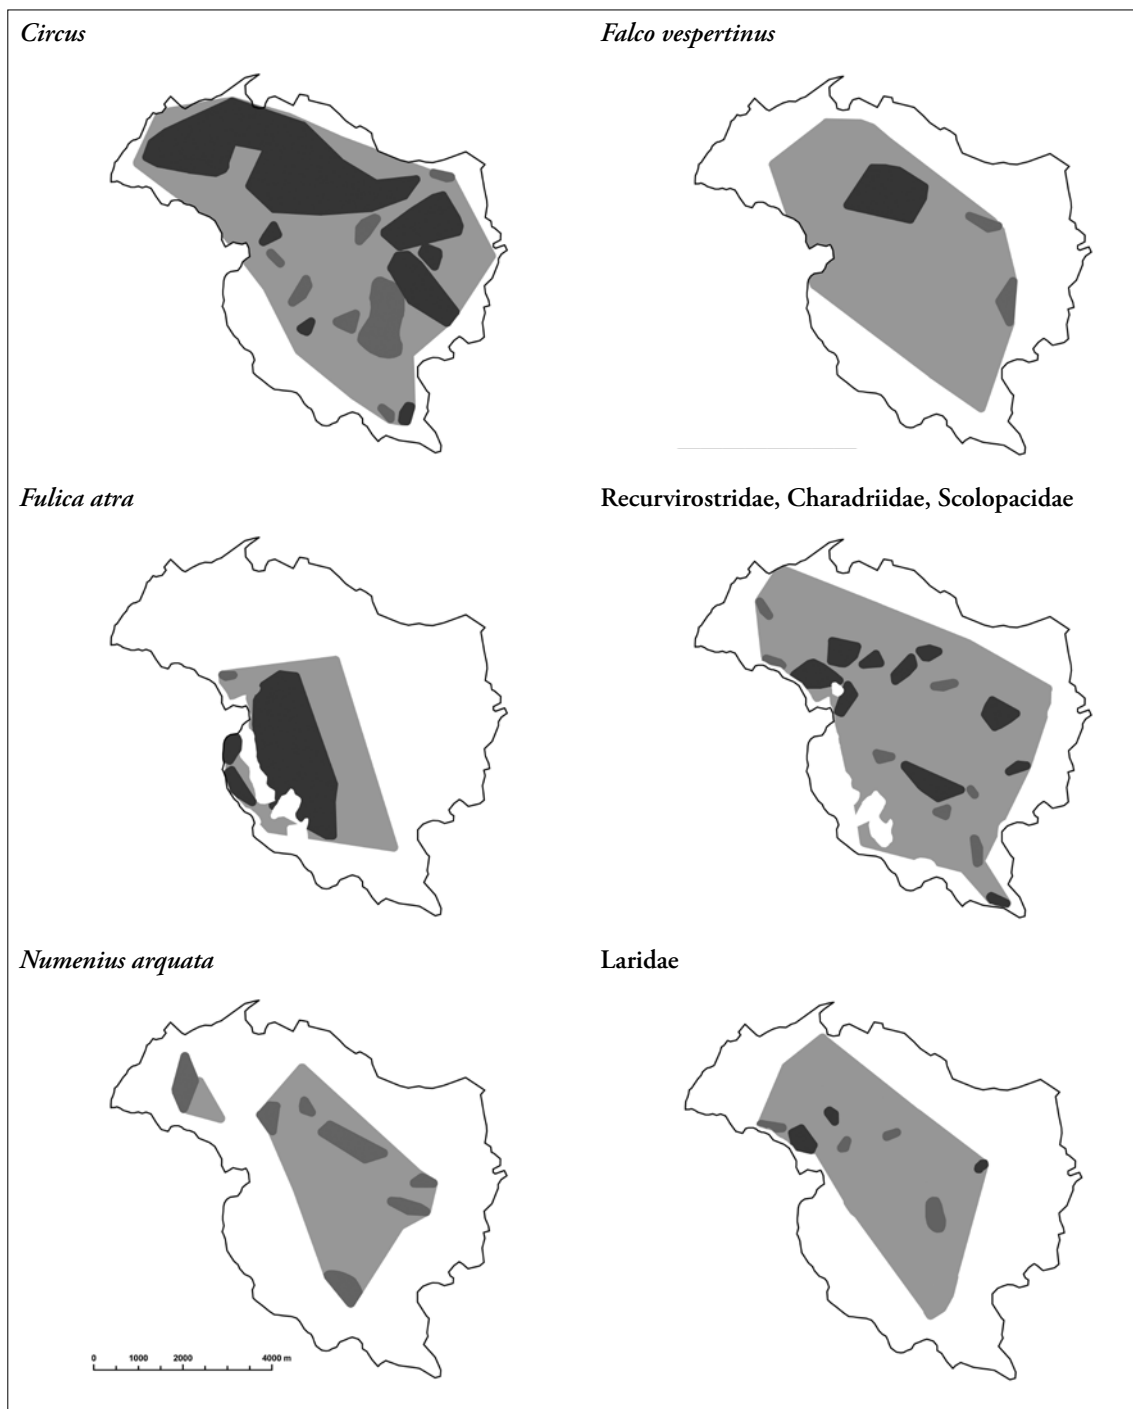 Circus
Falco vespertinus
Fulica atra
Recurvirostridae, Charadriidae, Scolopacidae
Numenius arquata
Laridae
0 1000 2000 4000 m